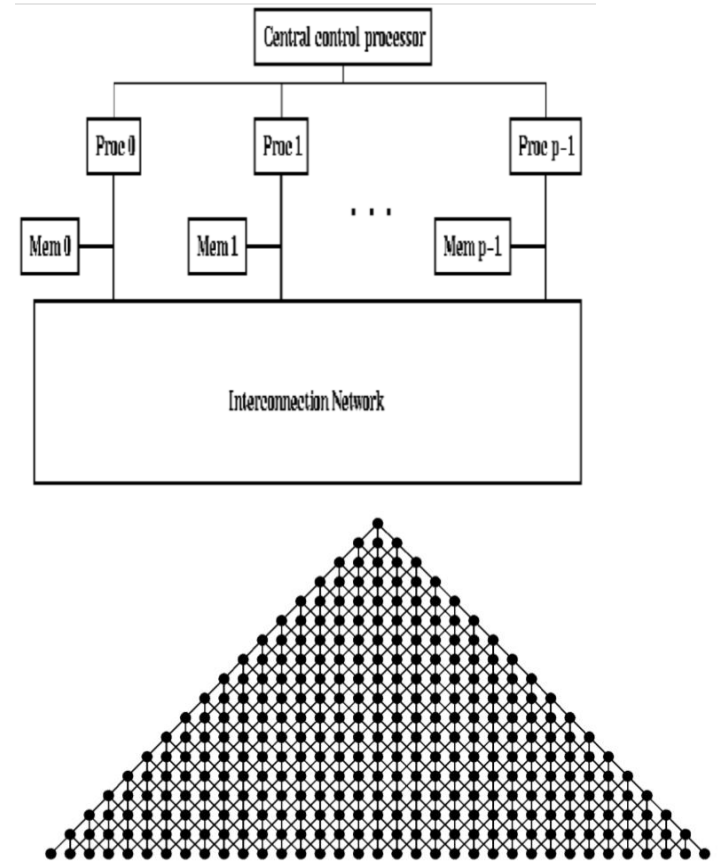 Central control processor
Proc 0
Proc 1
Proc p-1
. . .
Mem 0
Mem 1
Mem p-1
Interconnection Network